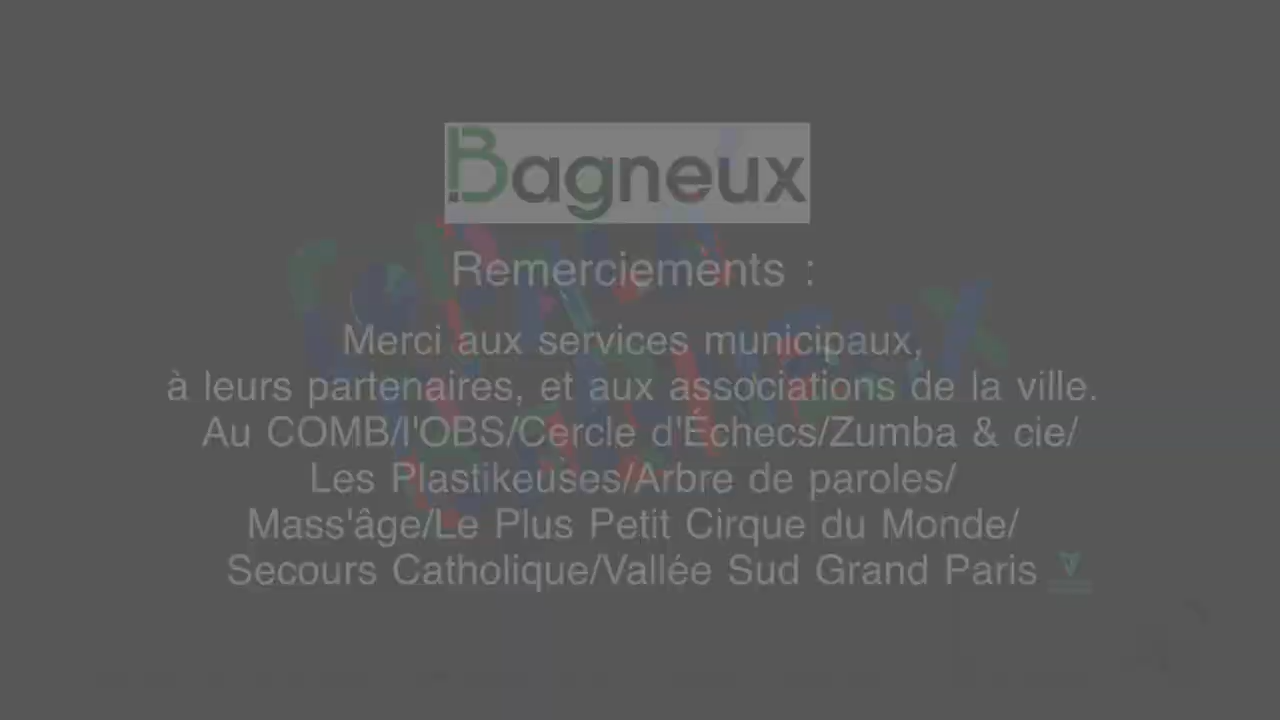 Bagneux
Remerciements :
Merci aux services municipaux,
à leurs partenaires, et aux associations de la ville.
Au COMB/l'OBS/Cercle d'Échecs/Zumba & cie/
Les Plastikeuses/Arbre de paroles/
Mass'âge/Le Plus Petit Cirque du Monde/
Secours Catholique/Vallée Sud Grand Paris